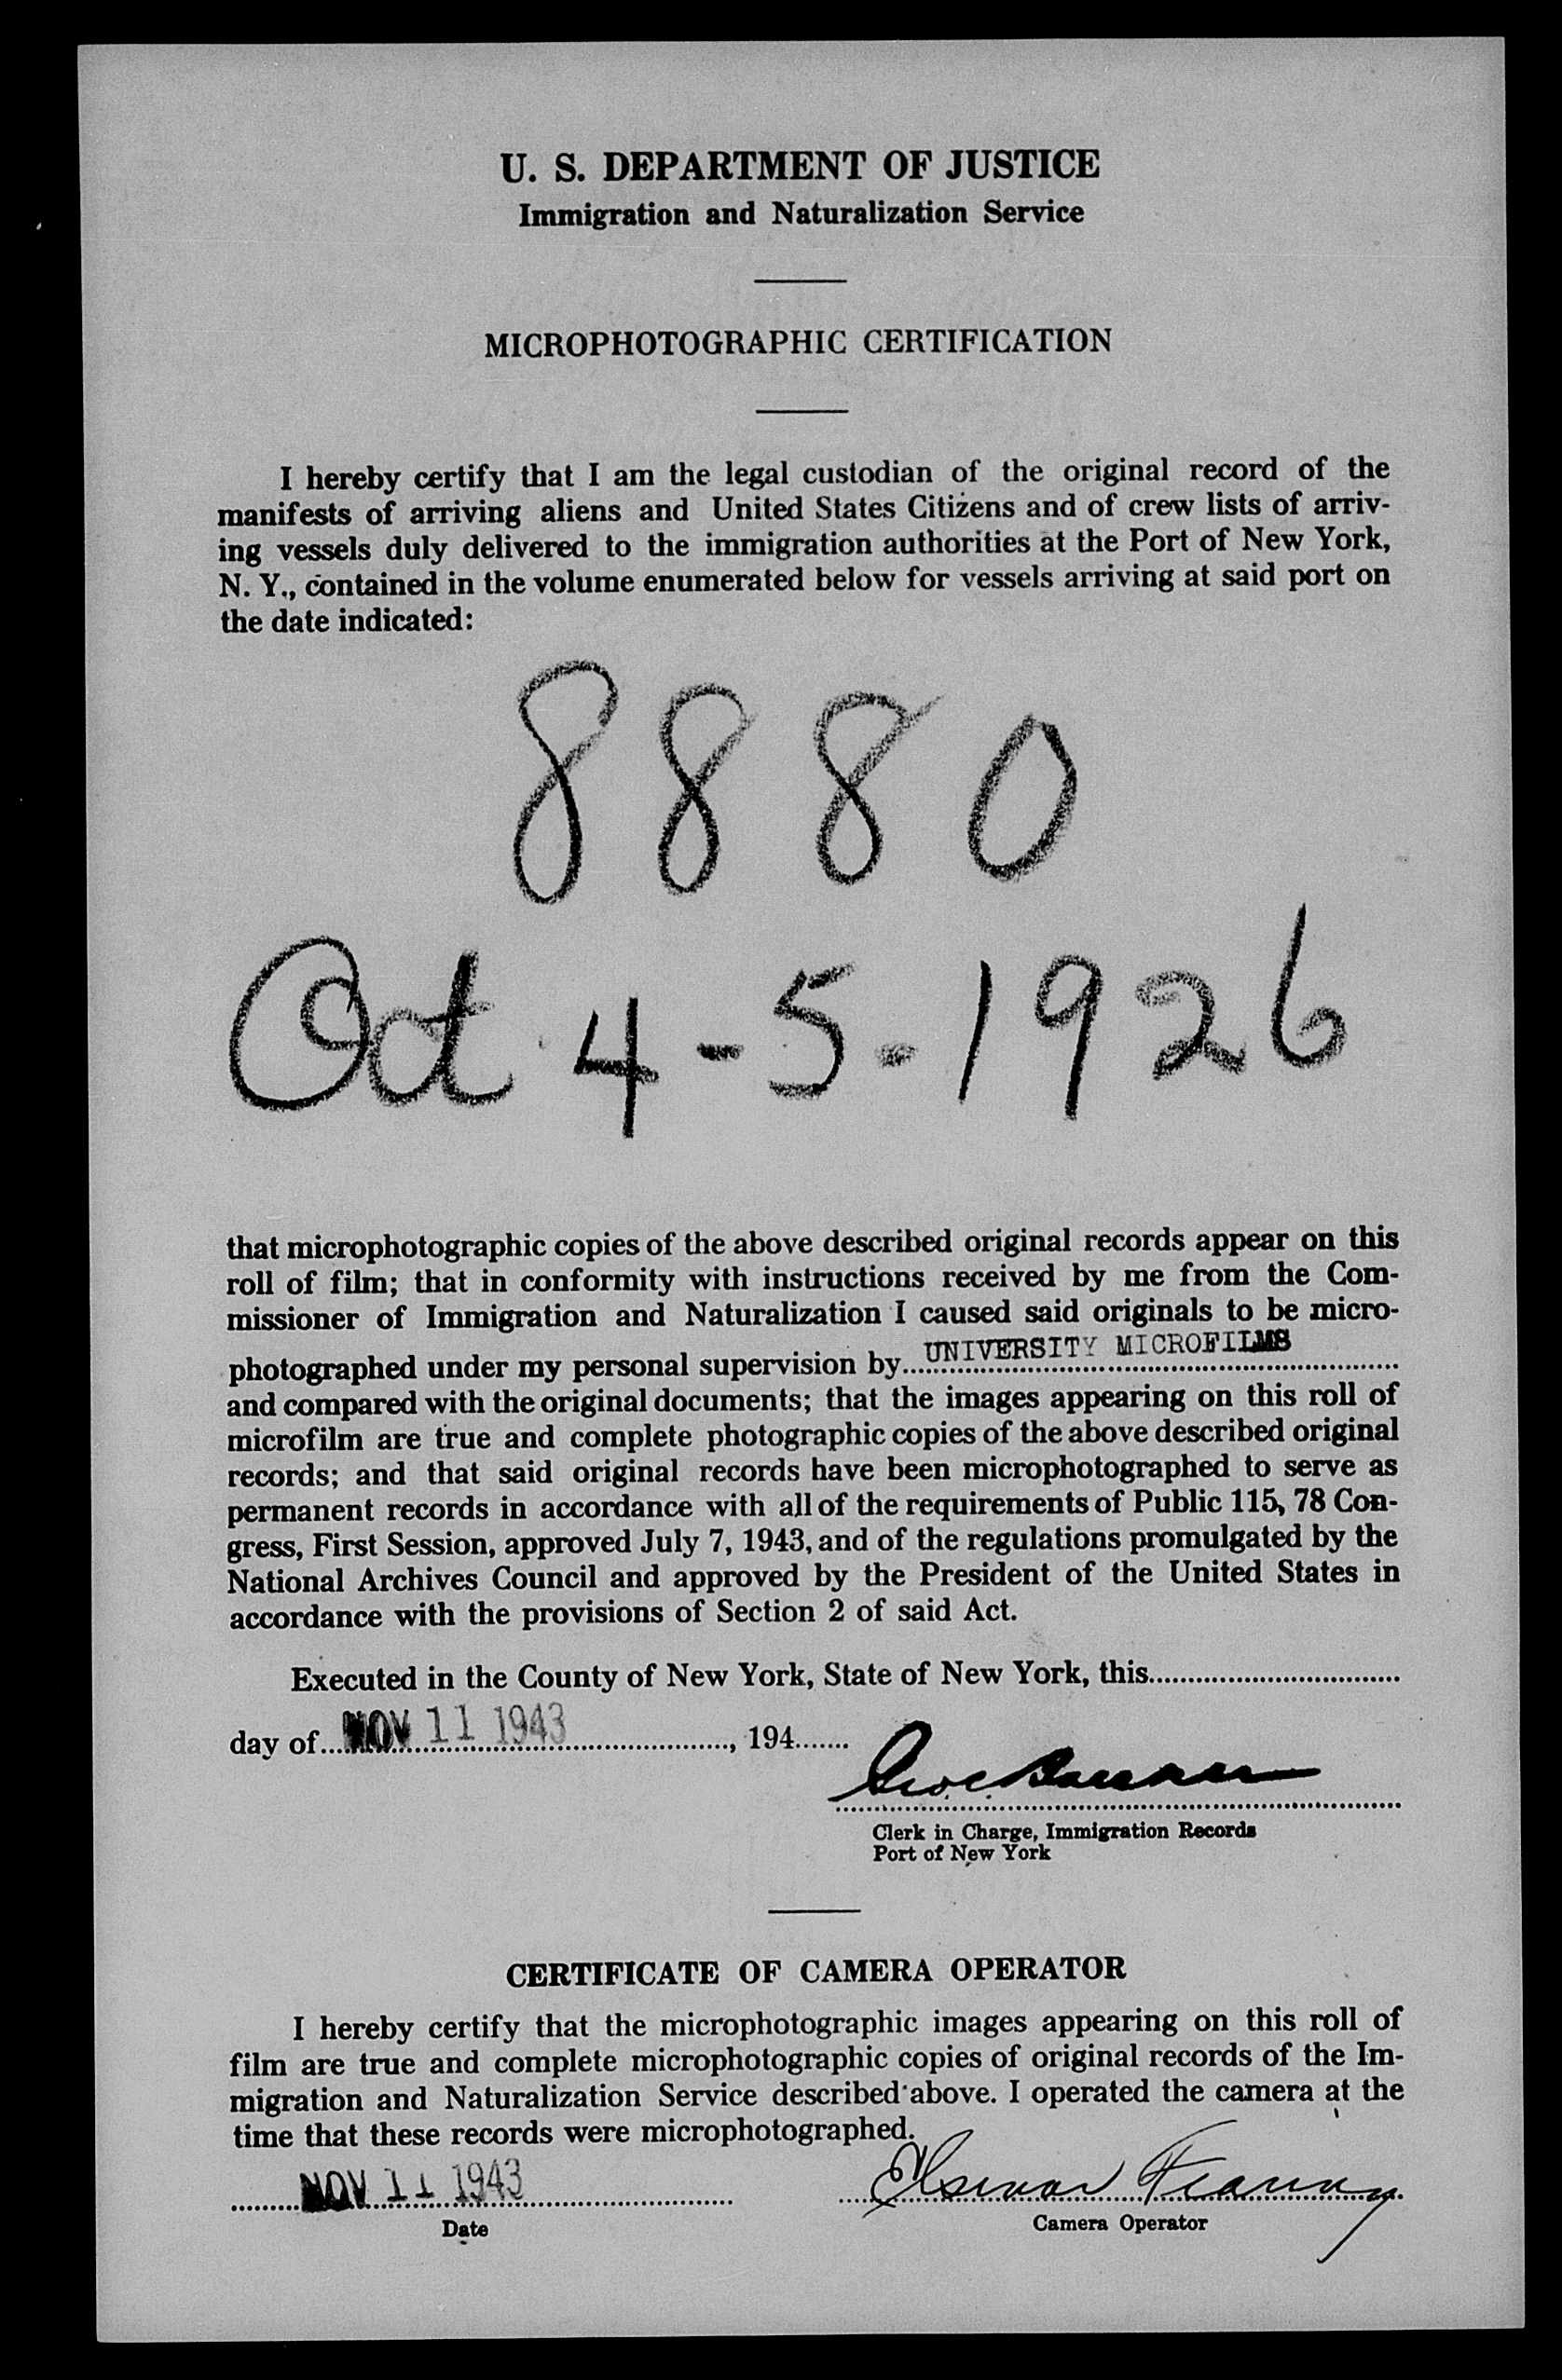 U. S. DEPARTMENT OF JUSTICE
Immigration and Naturalization Service
MICROPHOTOGRAPHIC CERTIFICATION
I hereby certify that I am the legal custodian of the original record of the
manifests of arriving aliens and United States Citizens and of crew lists of arriv-
ing vessels duly delivered to the immigration authorities at the Port of New York,
N. Y., contained in the volume enumerated below for vessels arriving at said port on
the date indicated:
8880
Oct 4-5-1926
that microphotographic copies of the above described original records appear on this
roll of film; that in conformity with instructions received by me from the Com-
missioner of Immigration and Naturalization I caused said originals to be micro-
photographed under my personal supervision by UNIVERSITY MICROFILMS
and compared with the original documents; that the images appearing on this roll of
microfilm are true and complete photographic copies of the above described original
records; and that said original records have been microphotographed to serve as
permanent records in accordance with all of the requirements of Public 115, 78 Con-
gress, First Session, approved July 7, 1943, and of the regulations promulgated by the
National Archives Council and approved by the President of the United States in
accordance with the provisions of Section 2 of said Act.
Executed in the County of New York, State of New York, this
day of NOV 11 1943, 194
Clerk in Charge, Immigration Records
Port of New York
CERTIFICATE OF CAMERA OPERATOR
I hereby certify that the microphotographic images appearing on this roll of
film are true and complete microphotographic copies of original records of the Im-
migration and Naturalization Service described above. I operated the camera at the
time that these records were microphotographed.
NOV 11 1943
Date
Camera Operator